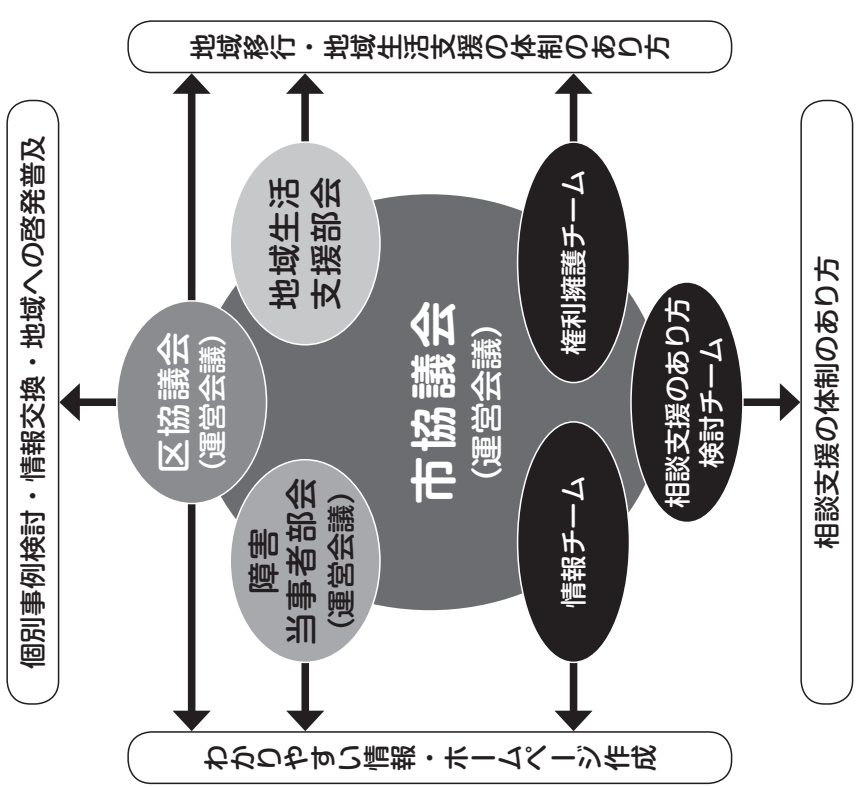 個別事例検討・情報交換・地域への啓発普及
区協議会
(運営会議)
わかりやすい情報・ホームページ作成
障害
当事者部会
(運営会議)
地域生活
支援部会
地域移行・地域生活支援の体制のあり方
市協議会
(運営会議)
情報チーム
権利擁護チーム
相談支援のあり方
検討チーム
相談支援の体制のあり方